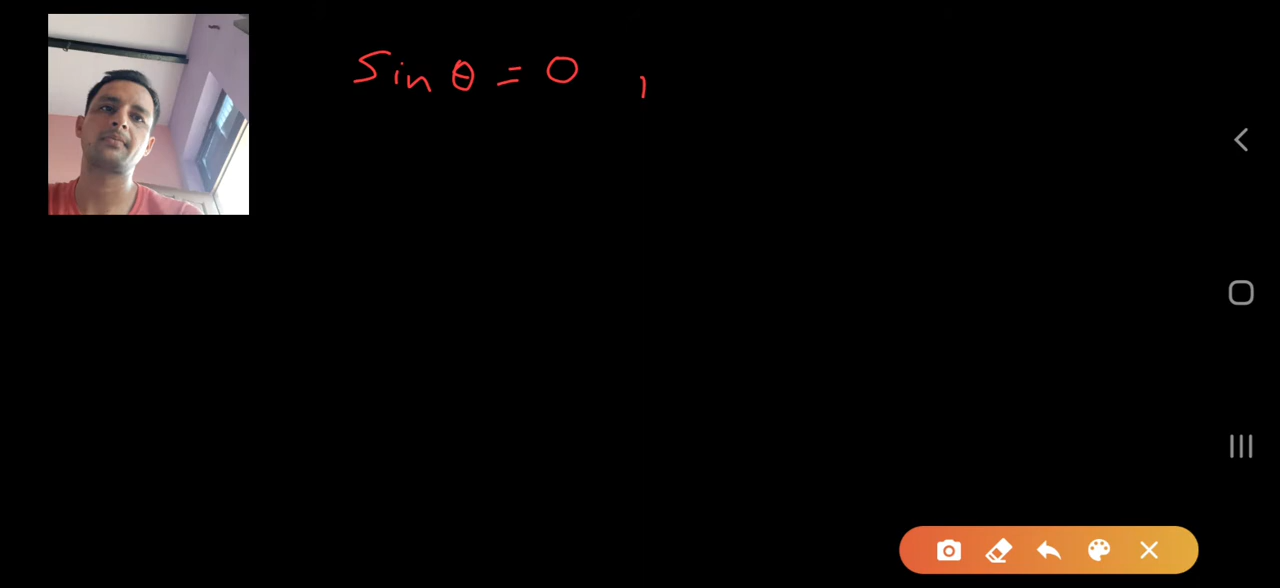 Sin θ = 0 ,